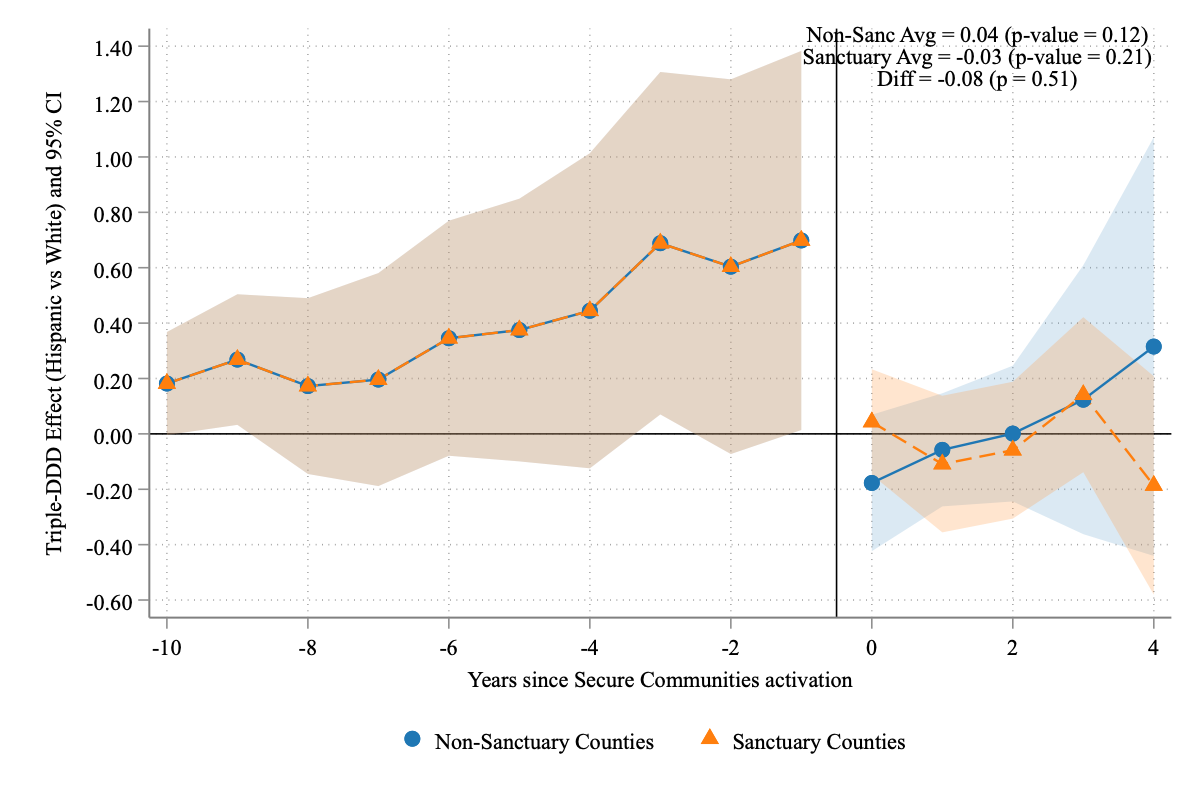 Non-Sanc Avg = 0.04 (p-value = 0.12)
Sanctuary Avg = -0.03 (p-value = 0.21)
Diff = -0.08 (p = 0.51)
Triple-DDD Effect (Hispanic vs White) and 95% CI
1.40
1.20
1.00
0.80
0.60
0.40
0.20
0.00
-0.20
-0.40
-0.60
-10 -8 -6 -4 -2 0 2 4
Years since Secure Communities activation
Non-Sanctuary Counties Sanctuary Counties